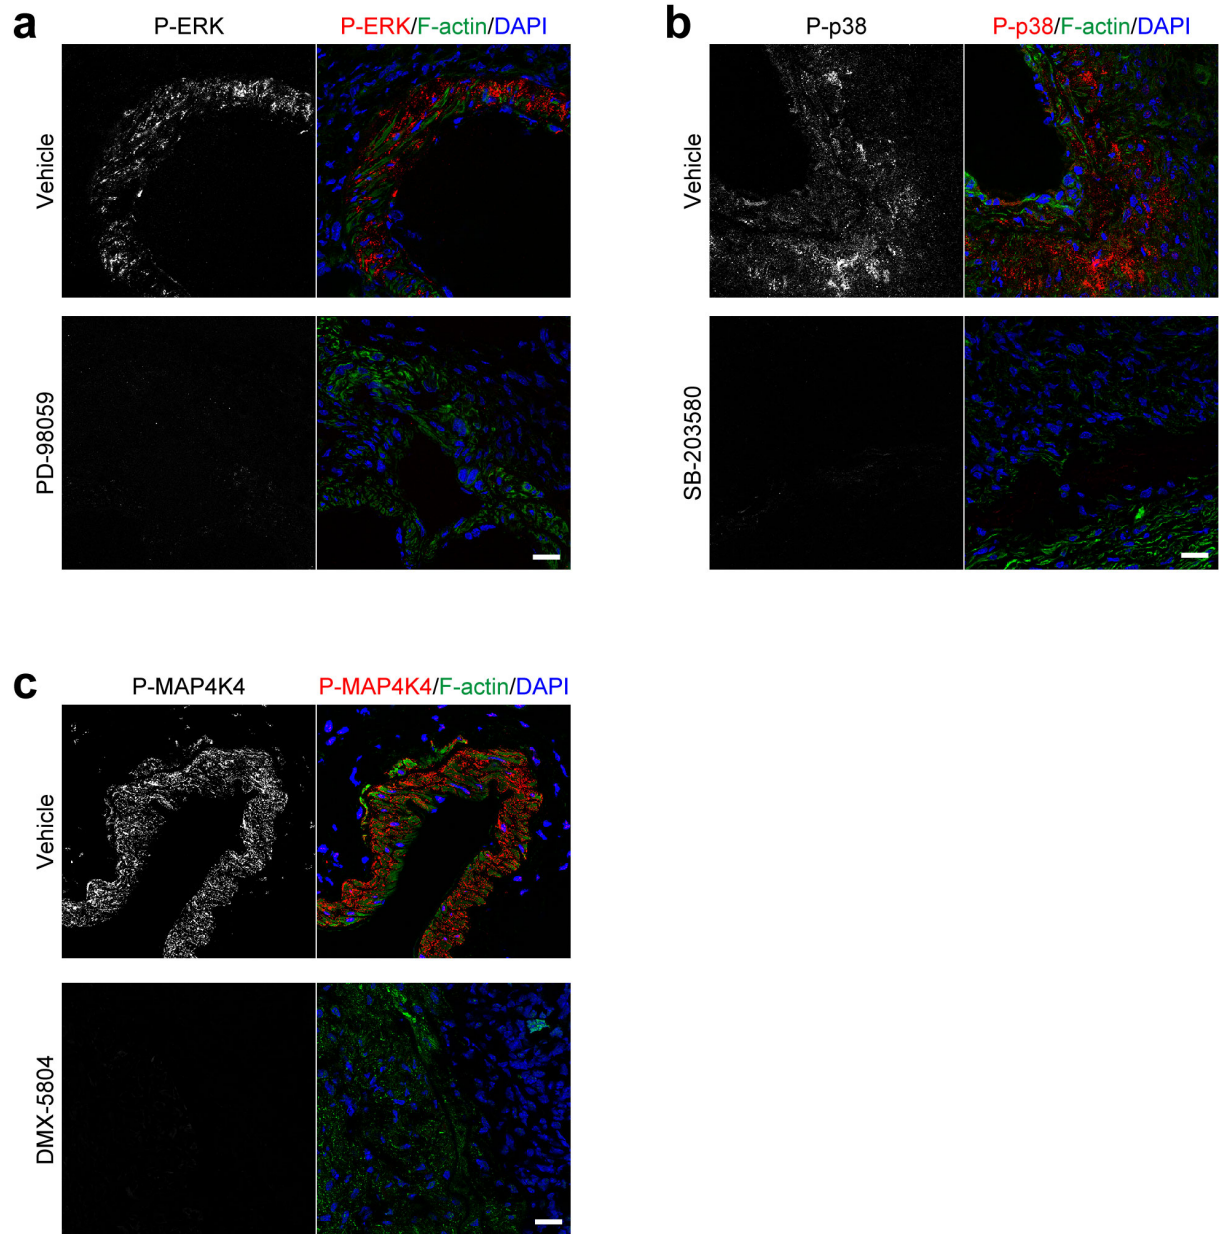 a
P-ERK
P-ERK/F-actin/DAPI
Vehicle
PD-98059
b
P-p38
P-p38/F-actin/DAPI
Vehicle
SB-203580
c
P-MAP4K4
P-MAP4K4/F-actin/DAPI
Vehicle
DMX-5804